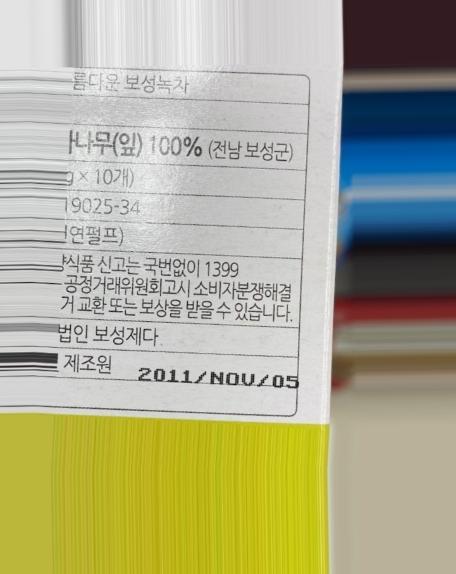 름다운 보성녹차
나무(잎) 100% (전남 보성군)
g × 10개)
19025-34
연펄프)
식품 신고는 국번없이 1399
공정거래위원회고시 소비자분쟁해결
거 교환 또는 보상을 받을 수 있습니다.
법인 보성제다
제조원
2011/NOV/05